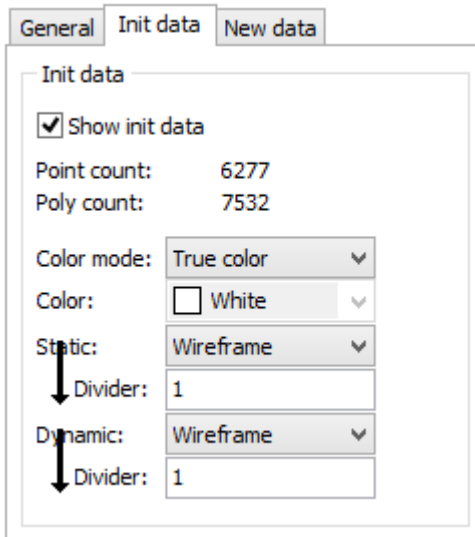 General Init data New data
Init data
Show init data
Point count: 6277
Poly count: 7532
Color mode: True color
Color: White
Static: Wireframe
Divider: 1
Dynamic: Wireframe
Divider: 1